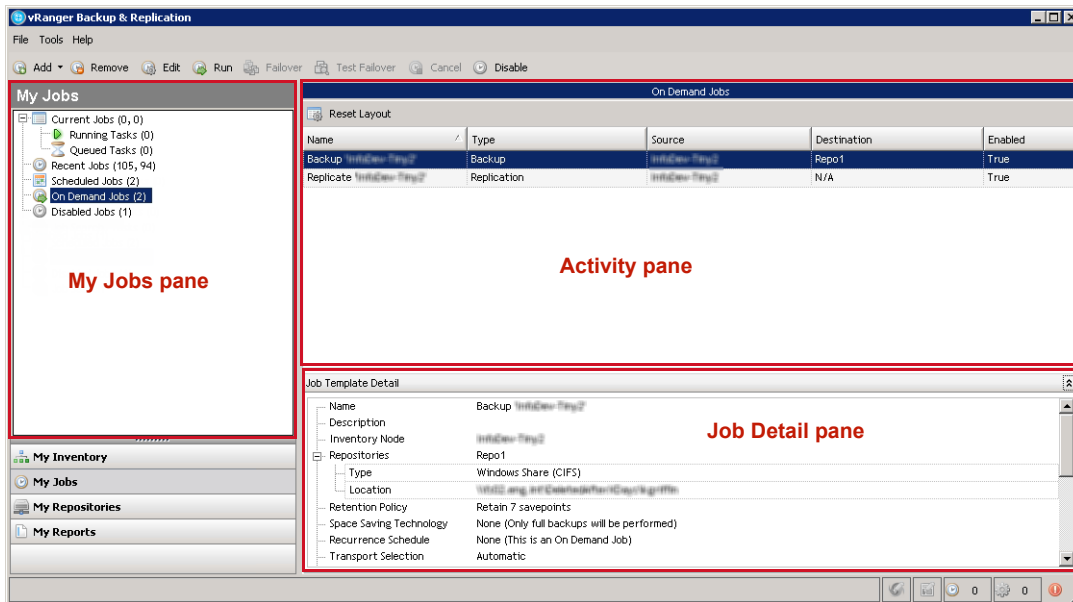 vRanger Backup & Replication
File Tools Help
Add Remove Edit Run Failover Test Failover Cancel Disable
My Jobs
Current Jobs (0, 0)
Running Tasks (0)
Queued Tasks (0)
Recent Jobs (105, 94)
Scheduled Jobs (2)
On Demand Jobs (2)
Disabled Jobs (1)
My Jobs pane
My Inventory
My Jobs
My Repositories
My Reports
On Demand Jobs
Reset Layout
Name Type Source Destination Enabled
Backup Backup Repo1 True
Replicate Replication N/A True
Activity pane
Job Template Detail
Name Backup
Description
Inventory Node
Repositories Repo1
Type Windows Share (CIFS)
Location
Retention Policy Retain 7 savepoints
Space Saving Technology None (Only full backups will be performed)
Recurrence Schedule None (This is an On Demand Job)
Transport Selection Automatic
Job Detail pane
0 0